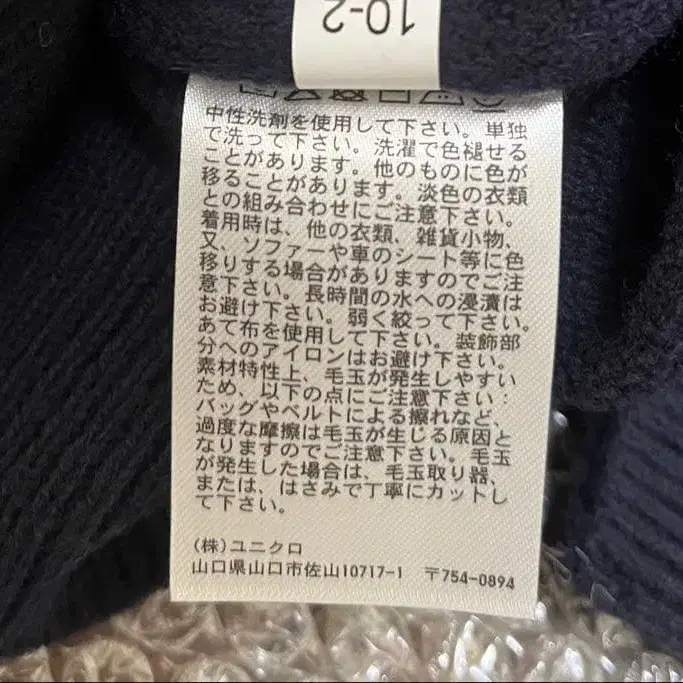 10-2
中性洗剤を使用して下さい。単独
で洗って下さい。洗濯で色褪せる
ことがあります。他のものに色が
移ることがあります。淡色の衣類
との組み合わせにご注意下さい。
着用時は、他の衣類、雑貨小物、
又、ソファーや車のシート等に色
移りする場合がありますのでご注
意下さい。長時間の水への浸漬は
お避け下さい。弱く絞って下さい。
あて布を使用して下さい。装飾部
分へのアイロンはお避け下さい。
素材特性上、毛玉が発生しやすい
ため、以下の点にご注意下さい：
バッグやベルトによる擦れなど、
過度な摩擦は毛玉が生じる原因と
なりますのでご注意下さい。毛玉
が発生した場合は、毛玉取り器、
または、はさみで丁寧にカットし
て下さい。
(株)ユニクロ
山口県山口市佐山10717-1 〒754-0894